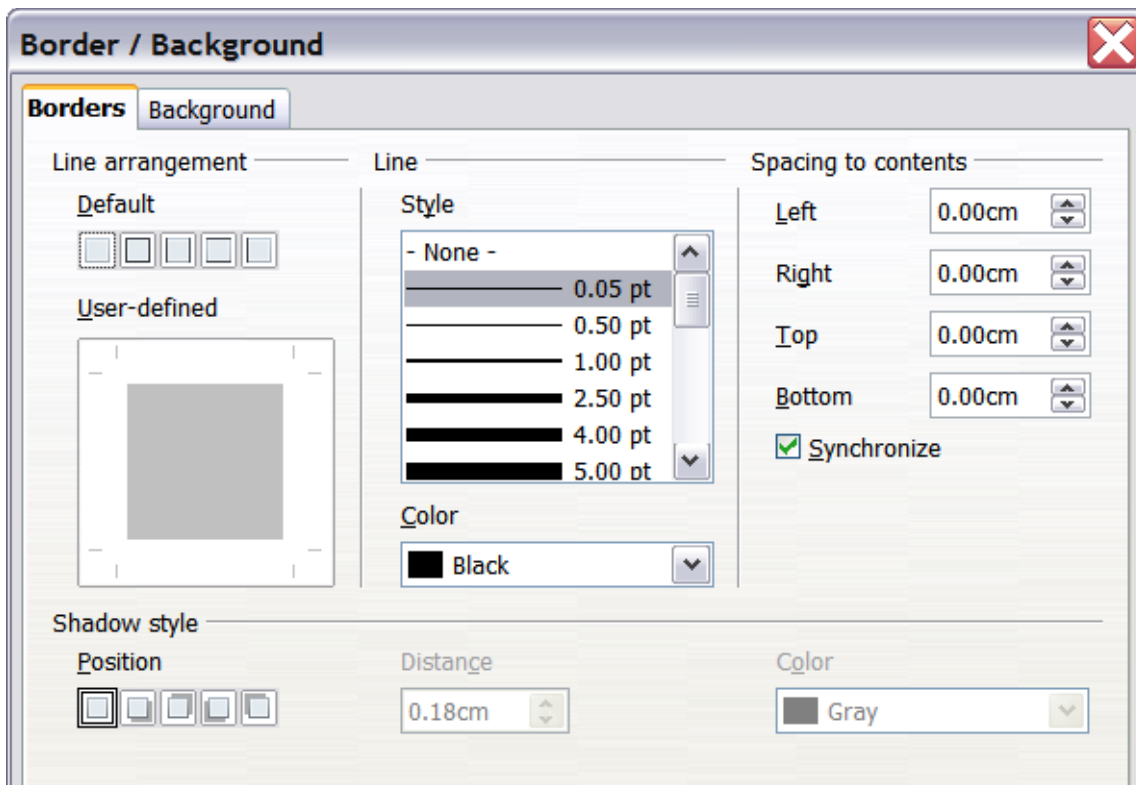 Border / Background
Borders Background
Line arrangement
Default
User-defined
Line
Style
- None -
0.05 pt
0.50 pt
1.00 pt
2.50 pt
4.00 pt
5.00 pt
Color
Black
Spacing to contents
Left 0.00cm
Right 0.00cm
Top 0.00cm
Bottom 0.00cm
Synchronize
Shadow style
Position
Distance
0.18cm
Color
Gray